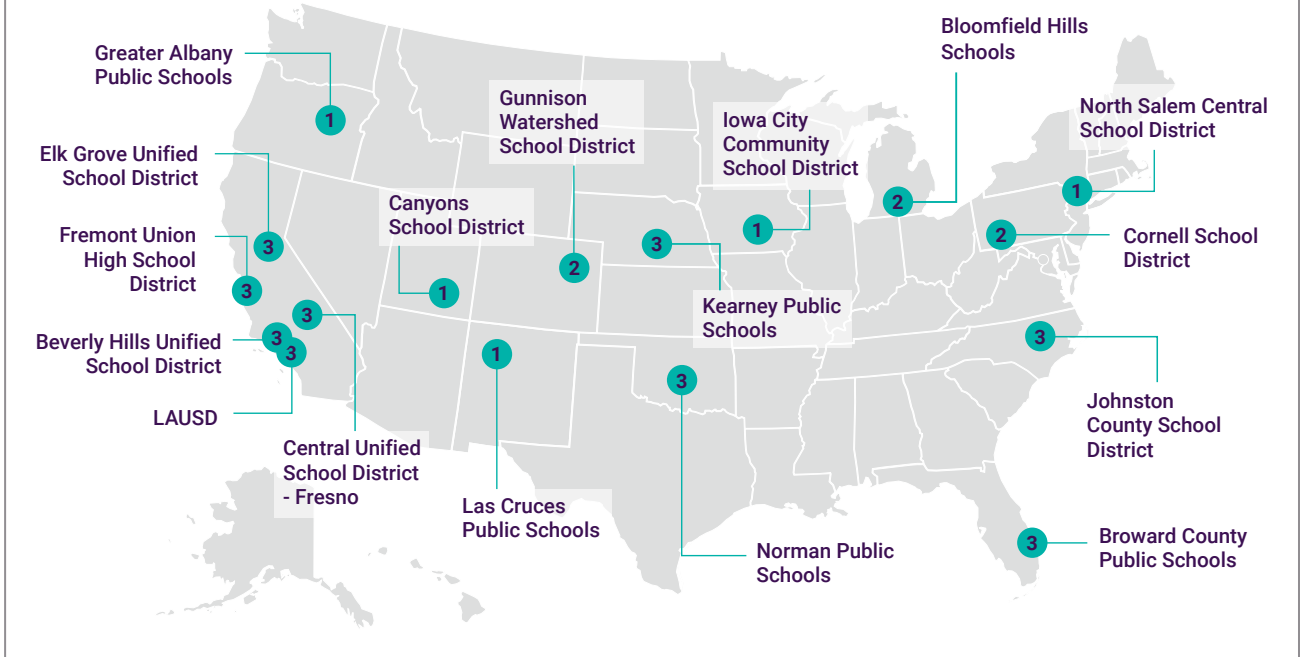 Greater Albany
Public Schools
1
Elk Grove Unified
School District
3
Fremont Union
High School
District
3
Beverly Hills Unified
School District
3
LAUSD
3
Central Unified
School District
- Fresno
3
Canyons
School District
1
Gunnison
Watershed
School District
2
Las Cruces
Public Schools
1
Kearney Public
Schools
3
Norman Public
Schools
3
Iowa City
Community
School District
1
Bloomfield Hills
Schools
2
North Salem Central
School District
1
Cornell School
District
2
Johnston
County School
District
3
Broward County
Public Schools
3